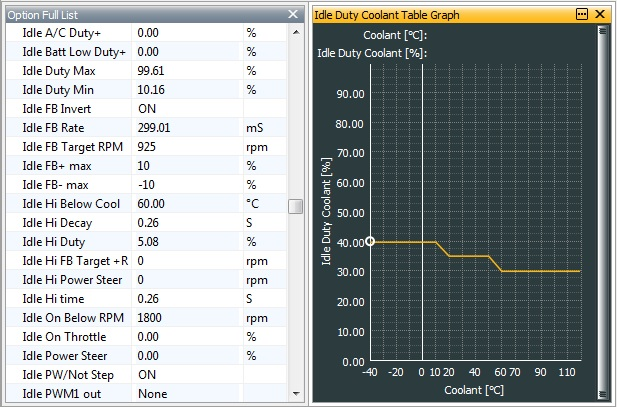 Option Full List
Idle A/C Duty+ 0.00 %
Idle Batt Low Duty+ 0.00 %
Idle Duty Max 99.61 %
Idle Duty Min 10.16 %
Idle FB Invert ON
Idle FB Rate 299.01 mS
Idle FB Target RPM 925 rpm
Idle FB+ max 10 %
Idle FB- max -10 %
Idle Hi Below Cool 60.00 °C
Idle Hi Decay 0.26 S
Idle Hi Duty 5.08 %
Idle Hi FB Target +R 0 rpm
Idle Hi Power Steer 0 rpm
Idle Hi time 0.26 S
Idle On Below RPM 1800 rpm
Idle On Throttle 0.00 %
Idle Power Steer 0.00 %
Idle PW/Not Step ON
Idle PWM1 out None
Idle Duty Coolant Table Graph
Coolant [°C]:
Idle Duty Coolant [%]:
Idle Duty Coolant [%]
90.00
80.00
70.00
60.00
50.00
40.00
30.00
20.00
10.00
0.00
-40 -20 0 10 20 40 60 70 90 110
Coolant [°C]